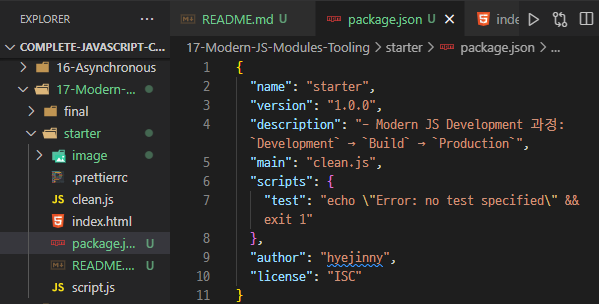 EXPLORER
COMPLETE-JAVASCRIPT-C...
16-Asynchronous
17-Modern-...
final
starter
image
.prettierrc
JS clean.js
index.html
package.j... U
README.... U
JS script.js
README.md U
package.json U
inde
17-Modern-JS-Modules-Tooling > starter > package.json > ...
1 {
2 "name": "starter",
3 "version": "1.0.0",
4 "description": "- Modern JS Development 과정:
`Development` → `Build` → `Production`",
5 "main": "clean.js",
6 "scripts": {
7 "test": "echo \"Error: no test specified\" &&
exit 1"
8 },
9 "author": "hyejinny",
10 "license": "ISC"
11 }